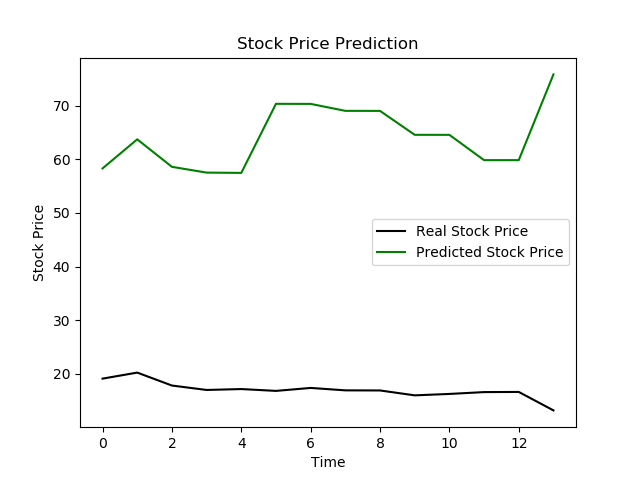 Stock Price Prediction
70
60
50
40
30
20
Stock Price
Real Stock Price
Predicted Stock Price
0 2 4 6 8 10 12
Time